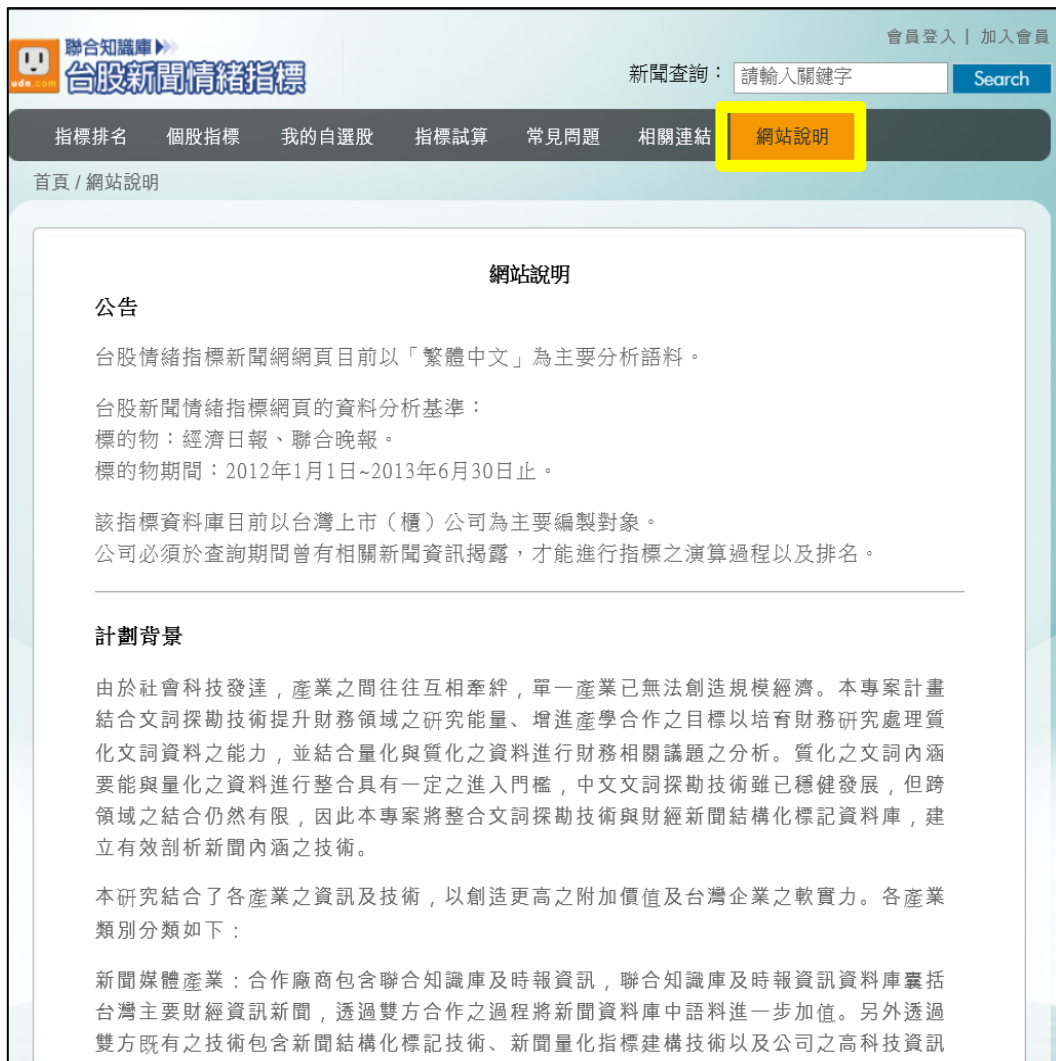 會員登入 | 加入會員
聯合知識庫
udn.com
台股新聞情緒指標
新聞查詢： 請輸入關鍵字 Search
指標排名 個股指標 我的自選股 指標試算 常見問題 相關連結 網站說明
首頁 / 網站說明
網站說明
公告
台股情緒指標新聞網網頁目前以「繁體中文」為主要分析語料。
台股新聞情緒指標網頁的資料分析基準：
標的物：經濟日報、聯合晚報。
標的物期間：2012年1月1日~2013年6月30日止。
該指標資料庫目前以台灣上市（櫃）公司為主要編製對象。
公司必須於查詢期間曾有相關新聞資訊揭露，才能進行指標之演算過程以及排名。
計劃背景
由於社會科技發達，產業之間往往互相牽絆，單一產業已無法創造規模經濟。本專案計畫
結合文詞探勘技術提升財務領域之研究能量、增進產學合作之目標以培育財務研究處理質
化文詞資料之能力，並結合量化與質化之資料進行財務相關議題之分析。質化之文詞內涵
要能與量化之資料進行整合具有一定之進入門檻，中文文詞探勘技術雖已穩健發展，但跨
領域之結合仍然有限，因此本專案將整合文詞探勘技術與財經新聞結構化標記資料庫，建
立有效剖析新聞內涵之技術。
本研究結合了各產業之資訊及技術，以創造更高之附加價值及台灣企業之軟實力。各產業
類別分類如下：
新聞媒體產業：合作廠商包含聯合知識庫及時報資訊，聯合知識庫及時報資訊資料庫囊括
台灣主要財經資訊新聞，透過雙方合作之過程將新聞資料庫中語料進一步加值。另外透過
雙方既有之技術包含新聞結構化標記技術、新聞量化指標建構技術以及公司之高科技資訊